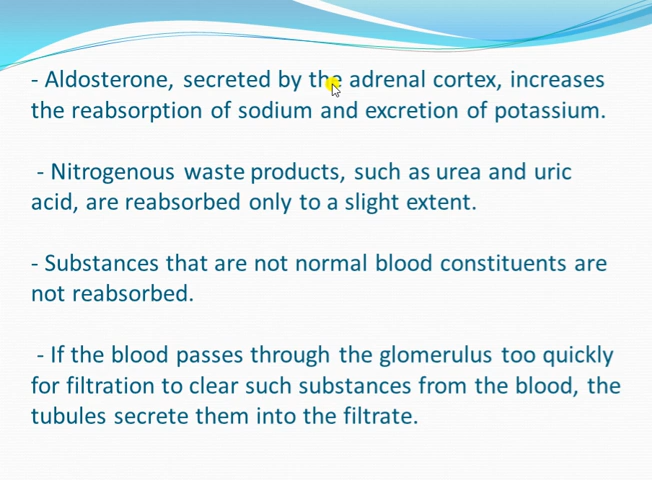 - Aldosterone, secreted by the adrenal cortex, increases
the reabsorption of sodium and excretion of potassium.
- Nitrogenous waste products, such as urea and uric
acid, are reabsorbed only to a slight extent.
- Substances that are not normal blood constituents are
not reabsorbed.
- If the blood passes through the glomerulus too quickly
for filtration to clear such substances from the blood, the
tubules secrete them into the filtrate.